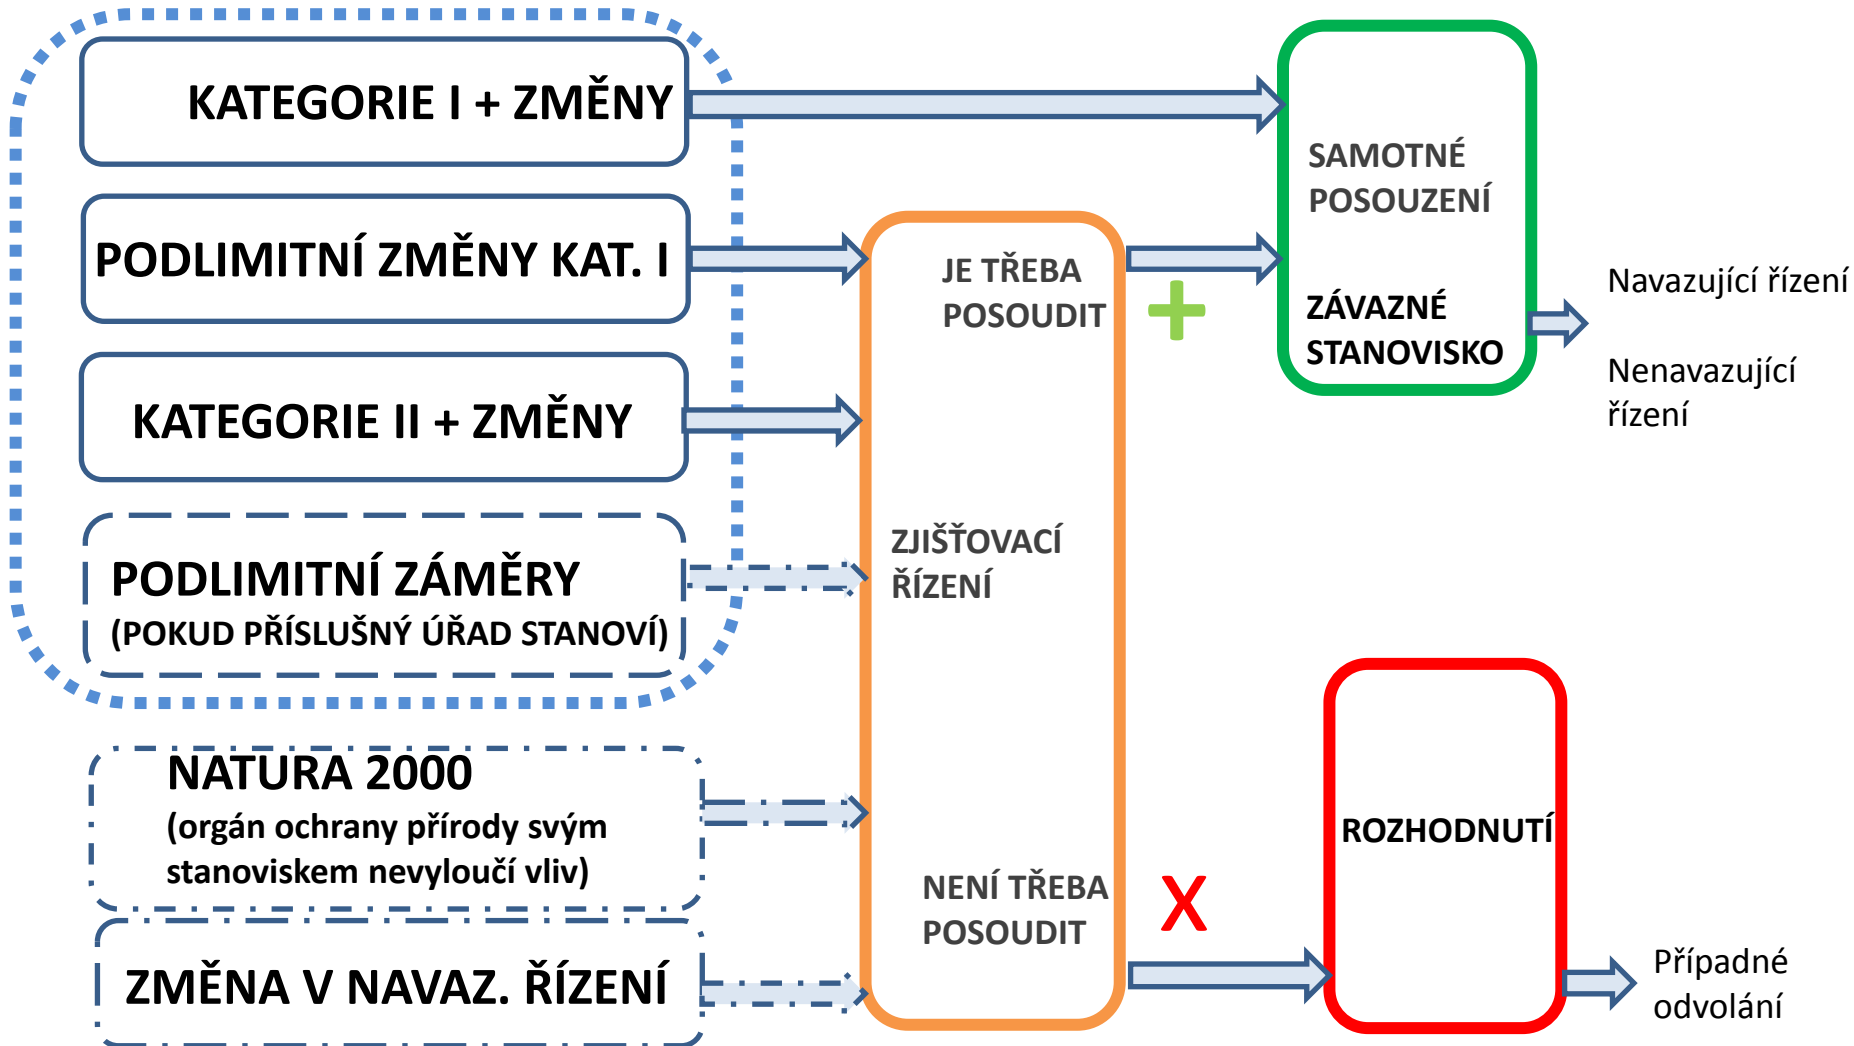 KATEGORIE I + ZMĚNY
PODLIMITNÍ ZMĚNY KAT. I
KATEGORIE II + ZMĚNY
PODLIMITNÍ ZÁMĚRY
(POKUD PŘÍSLUŠNÝ ÚŘAD STANOVÍ)
NATURA 2000
(orgán ochrany přírody svým
stanoviskem nevyloučí vliv)
ZMĚNA V NAVAZ. ŘÍZENÍ
JE TŘEBA
POSOUDIT
ZJIŠŤOVACÍ
ŘÍZENÍ
NENÍ TŘEBA
POSOUDIT
+
X
SAMOTNÉ
POSOUZENÍ
ZÁVAZNÉ
STANOVISKO
Navazující řízení
Nenavazující
řízení
ROZHODNUTÍ
Případné
odvolání